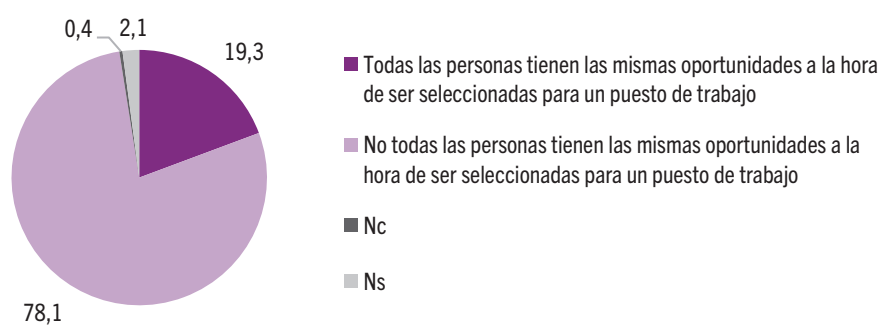 0,4
2,1
19,3
78,1
Todas las personas tienen las mismas oportunidades a la hora
de ser seleccionadas para un puesto de trabajo
No todas las personas tienen las mismas oportunidades a la
hora de ser seleccionadas para un puesto de trabajo
Nc
Ns